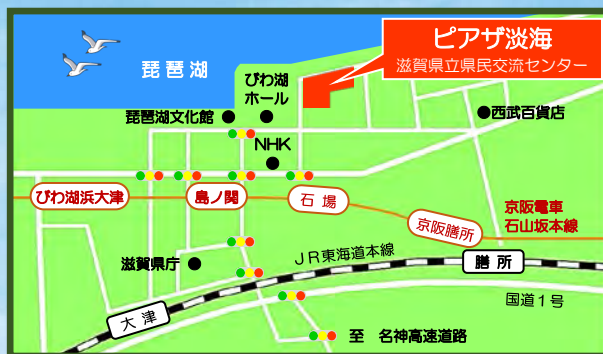 ピアザ淡海
滋賀県立県民交流センター
琵琶湖
びわ湖
ホール
琵琶湖文化館
西武百貨店
NHK
びわ湖浜大津
島ノ関
石場
京阪膳所
京阪電車
石山坂本線
滋賀県庁
JR東海道本線
膳所
大津
国道1号
至 名神高速道路